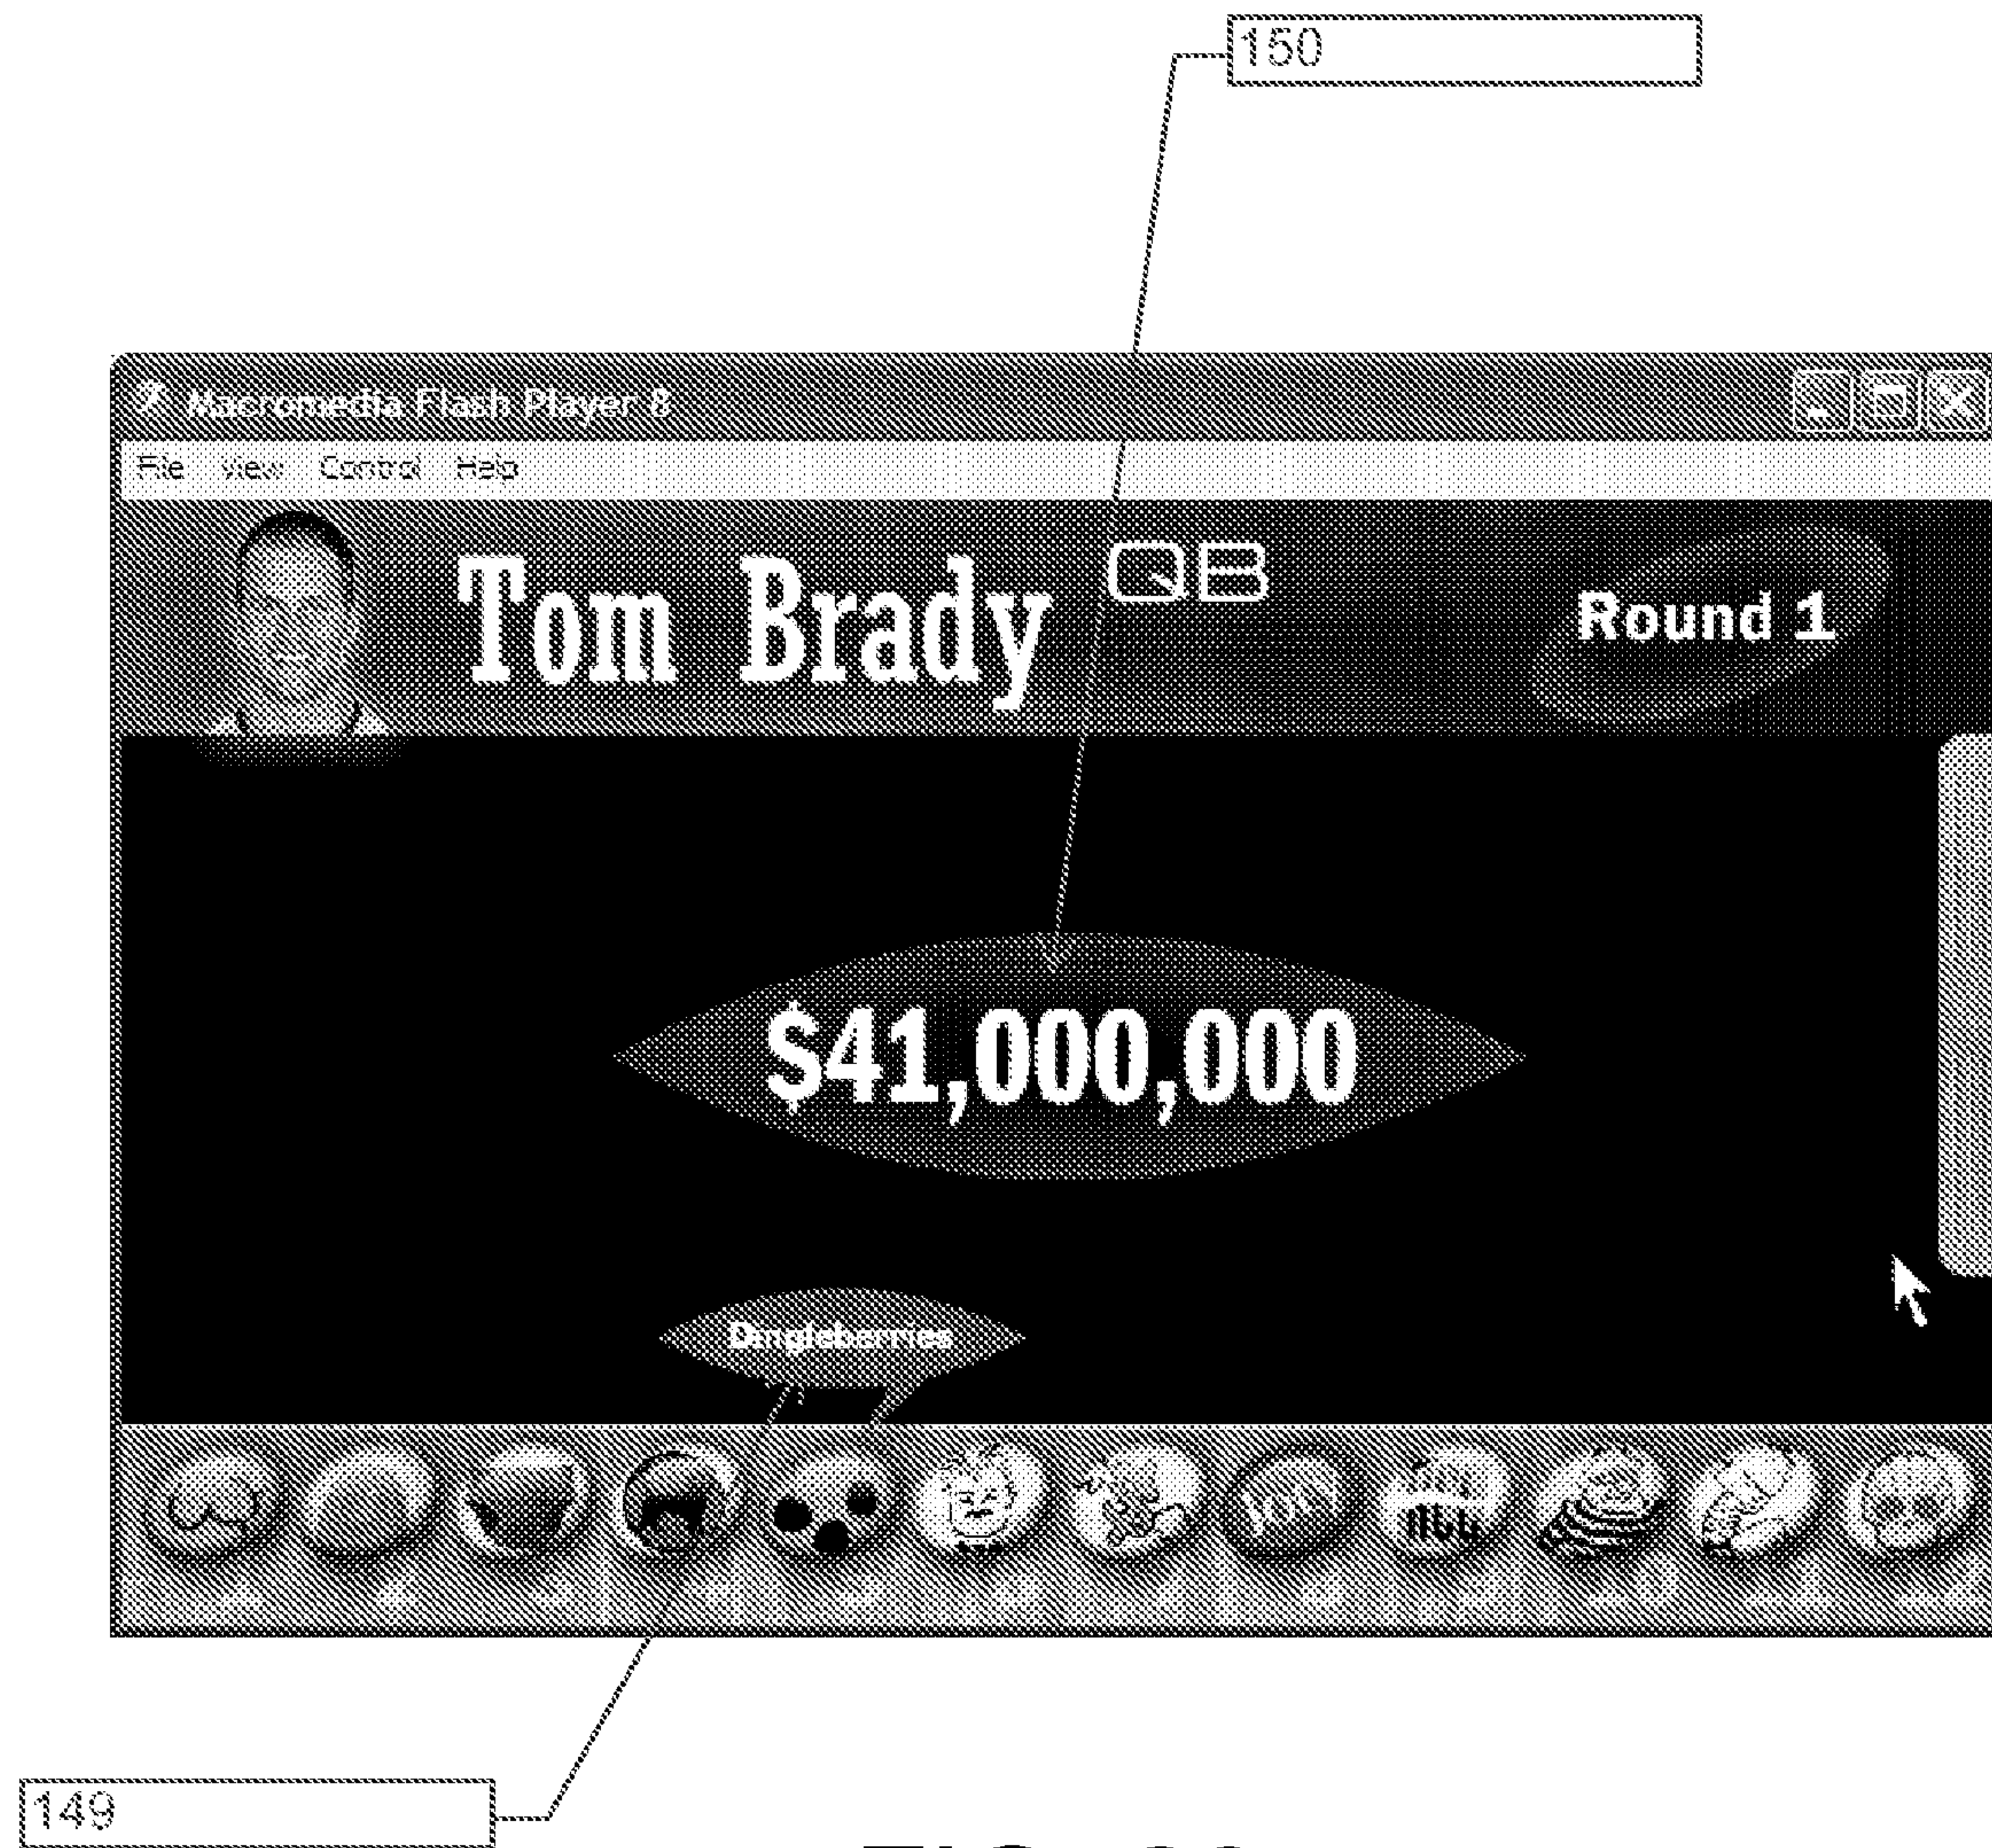 150
Macromedia Flash Player 8
File View Control Help
Tom Brady QB
Round 1
$41,000,000
Dingleberries
149